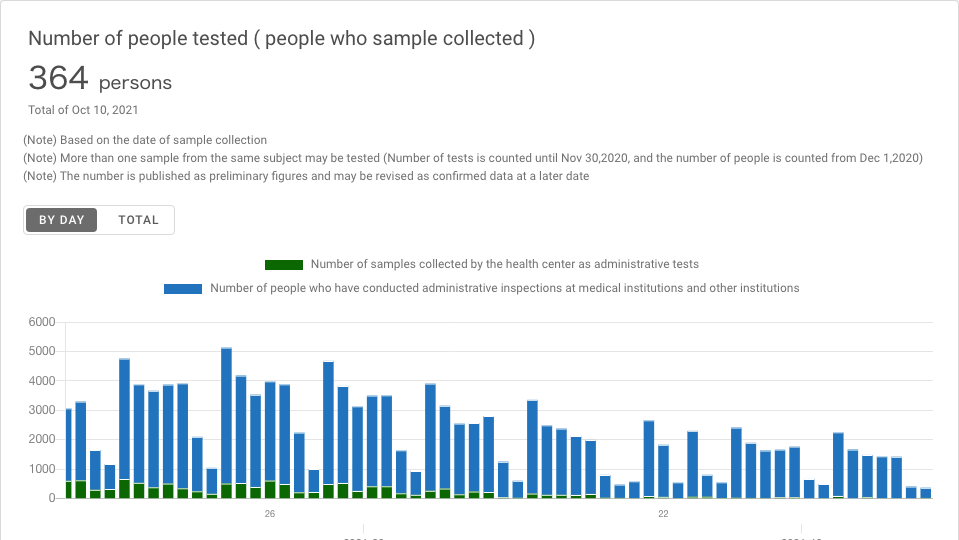 Number of people tested ( people who sample collected )
364 persons
Total of Oct 10, 2021
(Note) Based on the date of sample collection
(Note) More than one sample from the same subject may be tested (Number of tests is counted until Nov 30,2020, and the number of people is counted from Dec 1,2020)
(Note) The number is published as preliminary figures and may be revised as confirmed data at a later date
BY DAY TOTAL
Number of samples collected by the health center as administrative tests
Number of people who have conducted administrative inspections at medical institutions and other institutions
6000
5000
4000
3000
2000
1000
0
26 22